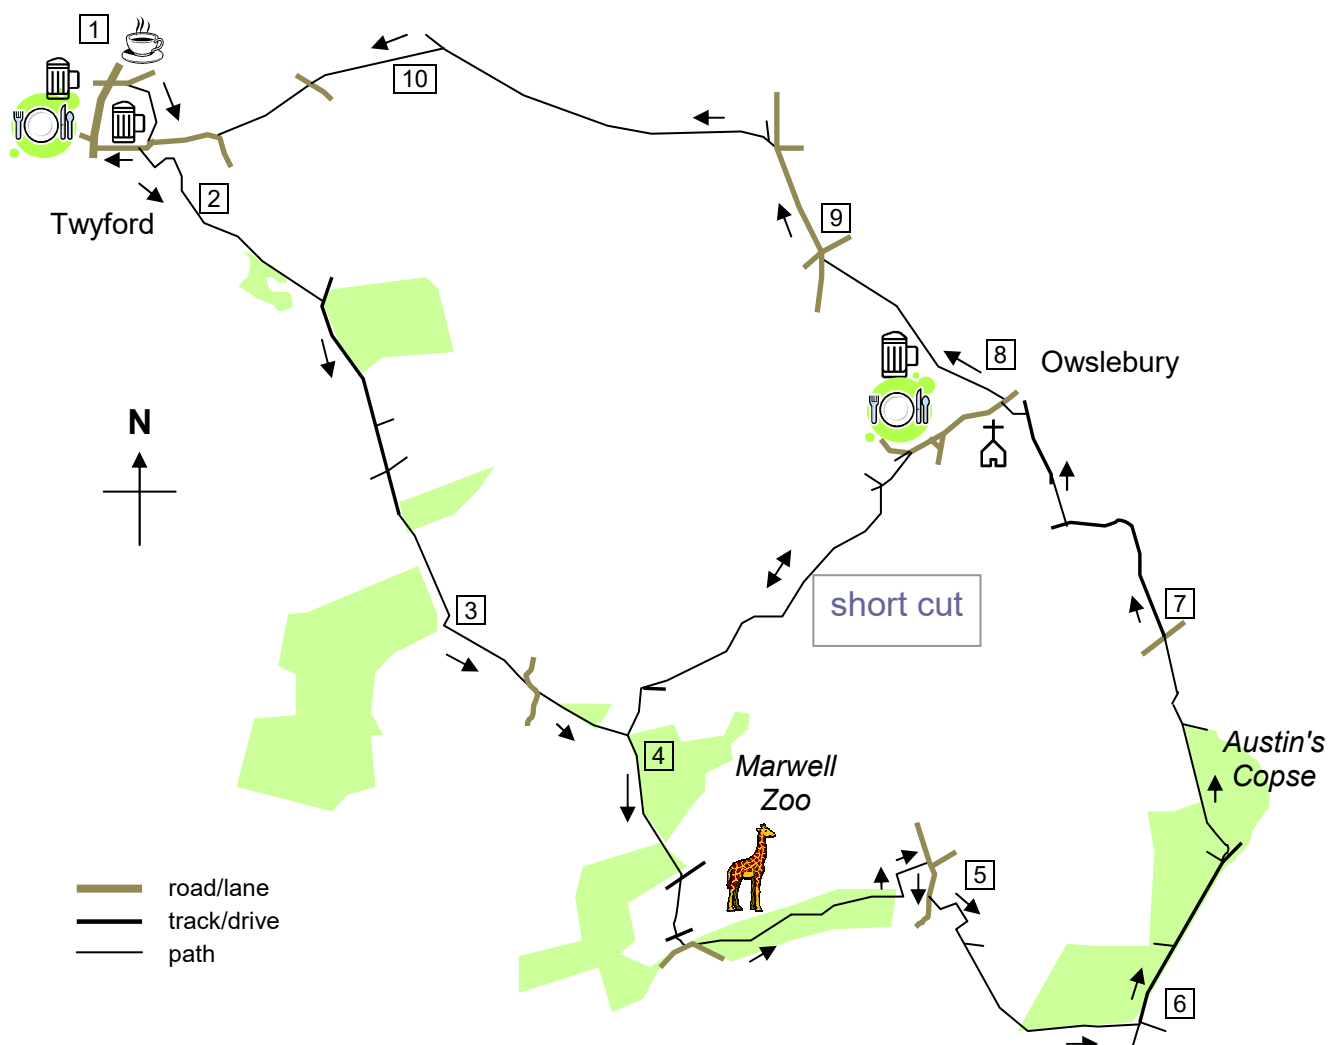 1
10
2
Twyford
9
8
Owslebury
N
short cut
3
7
4
Marwell
Zoo
Austin's
Copse
5
6
road/lane
track/drive
path